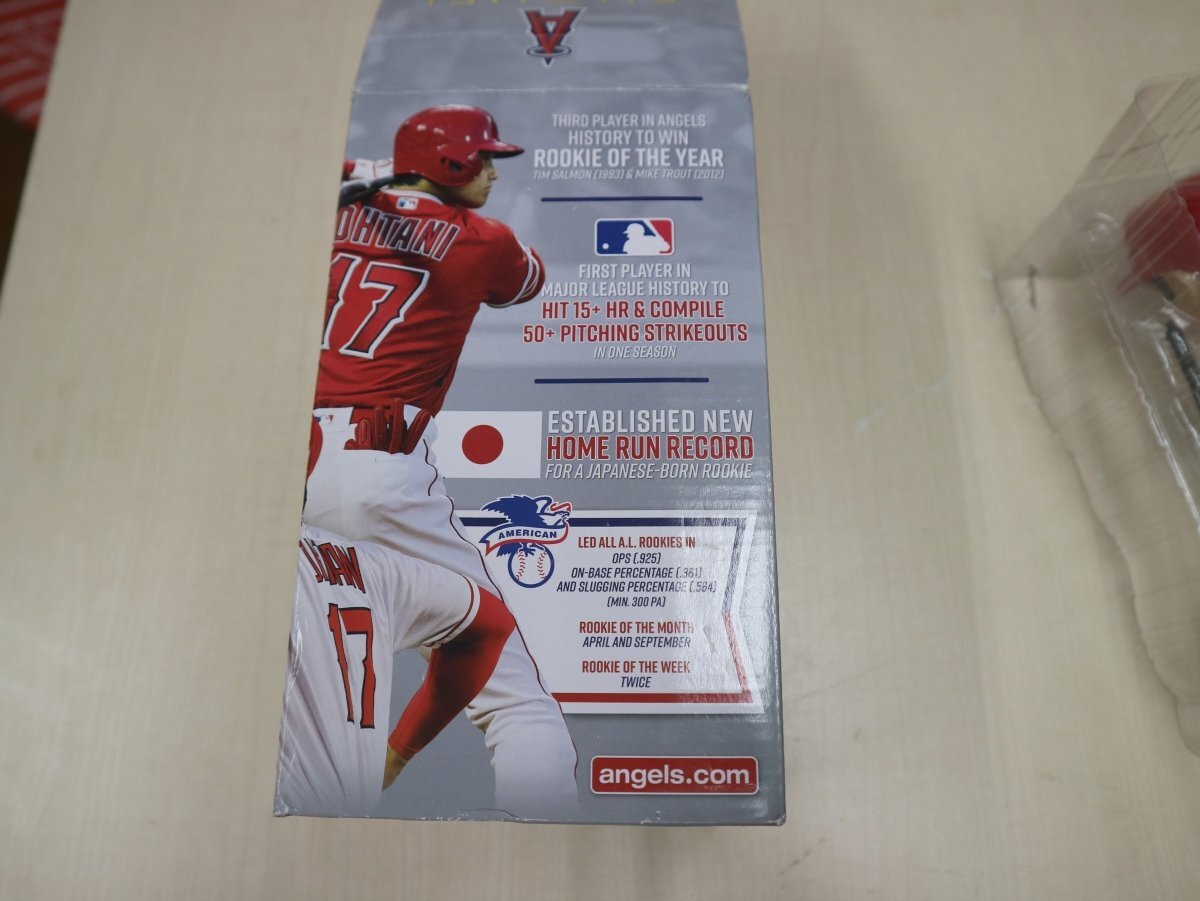 THIRD PLAYER IN ANGELS
HISTORY TO WIN
ROOKIE OF THE YEAR
TIM SALMON (1993) & MIKE TROUT (2012)
OHTANI
17
FIRST PLAYER IN
MAJOR LEAGUE HISTORY TO
HIT 15+ HR & COMPILE
50+ PITCHING STRIKEOUTS
IN ONE SEASON
ESTABLISHED NEW
HOME RUN RECORD
FOR A JAPANESE-BORN ROOKIE
AMERICAN
LED ALL A.L. ROOKIES IN
OPS (.925)
ON-BASE PERCENTAGE (.361)
AND SLUGGING PERCENTAGE (.564)
(MIN. 300 PA)
ROOKIE OF THE MONTH
APRIL AND SEPTEMBER
ROOKIE OF THE WEEK
TWICE
17
angels.com